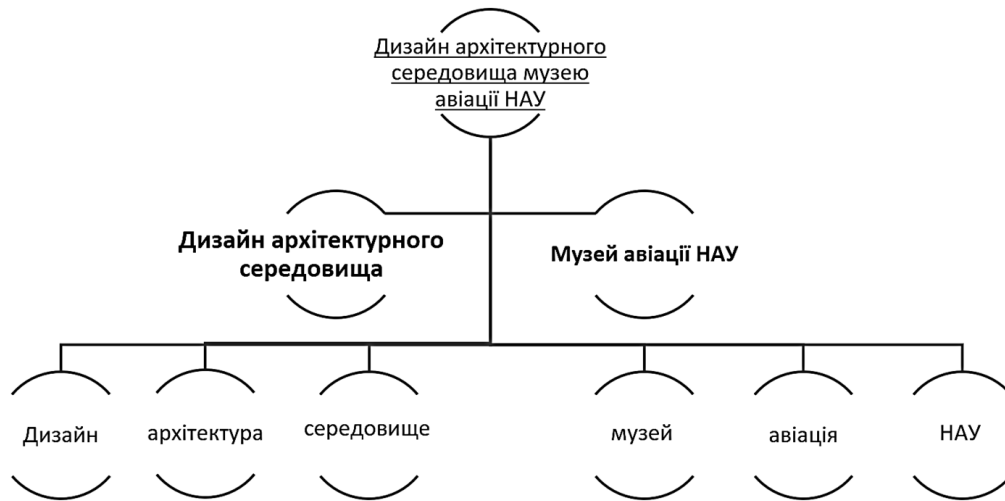 Дизайн архітектурного
середовища музею
авіації НАУ
Дизайн архітектурного
середовища
Музей авіації НАУ
Дизайн
архітектура
середовище
музей
авіація
НАУ